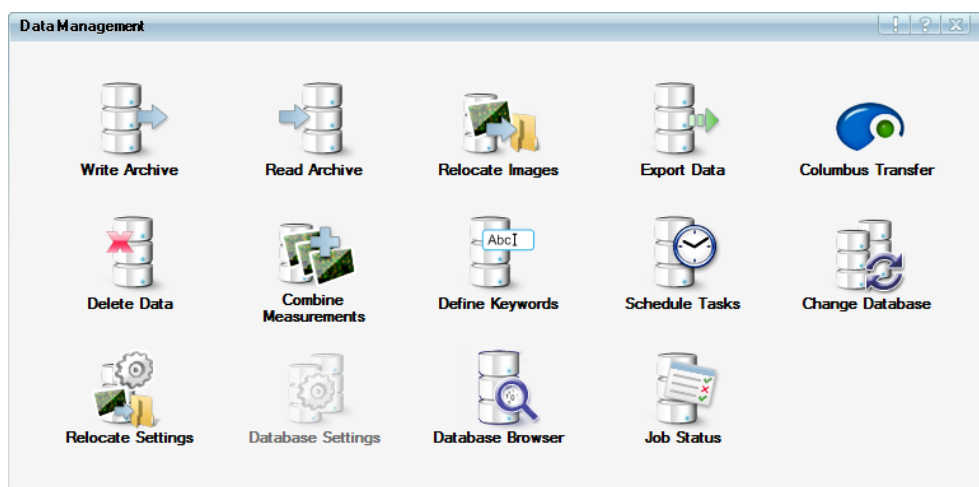 Data Management
Write Archive
Read Archive
Relocate Images
Export Data
Columbus Transfer
Delete Data
Combine
Measurements
Abc
Define Keywords
Schedule Tasks
Change Database
Relocate Settings
Database Settings
Database Browser
Job Status